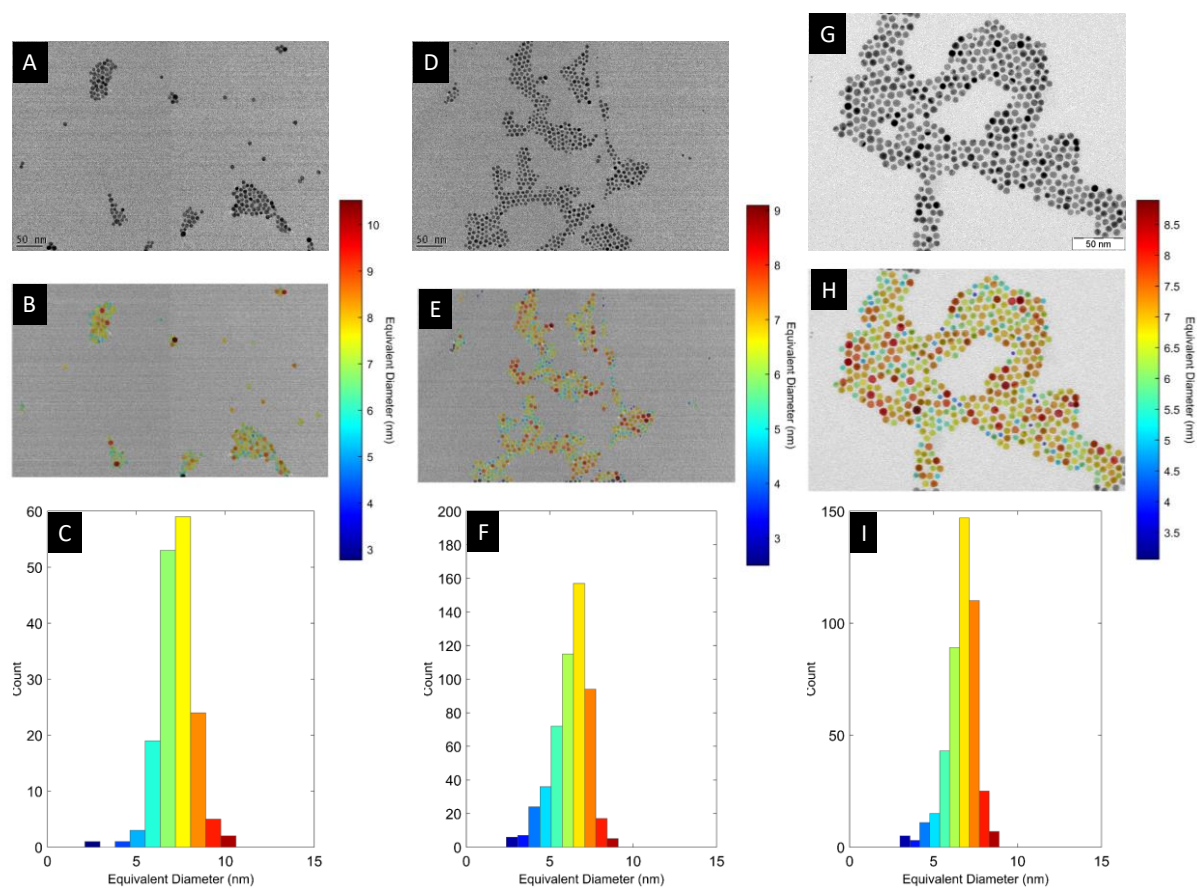 A
50 nm
D
50 nm
G
50 nm
B
E
H
10
9
8
7
6
5
4
3
Equivalent Diameter (nm)
9
8
7
6
5
4
3
Equivalent Diameter (nm)
8.5
8
7.5
7
6.5
6
5.5
5
4.5
4
3.5
Equivalent Diameter (nm)
C
60
50
40
30
20
10
0
Count
0 5 10 15
Equivalent Diameter (nm)
F
200
180
160
140
120
100
80
60
40
20
0
Count
0 5 10 15
Equivalent Diameter (nm)
I
150
100
50
0
Count
0 5 10 15
Equivalent Diameter (nm)